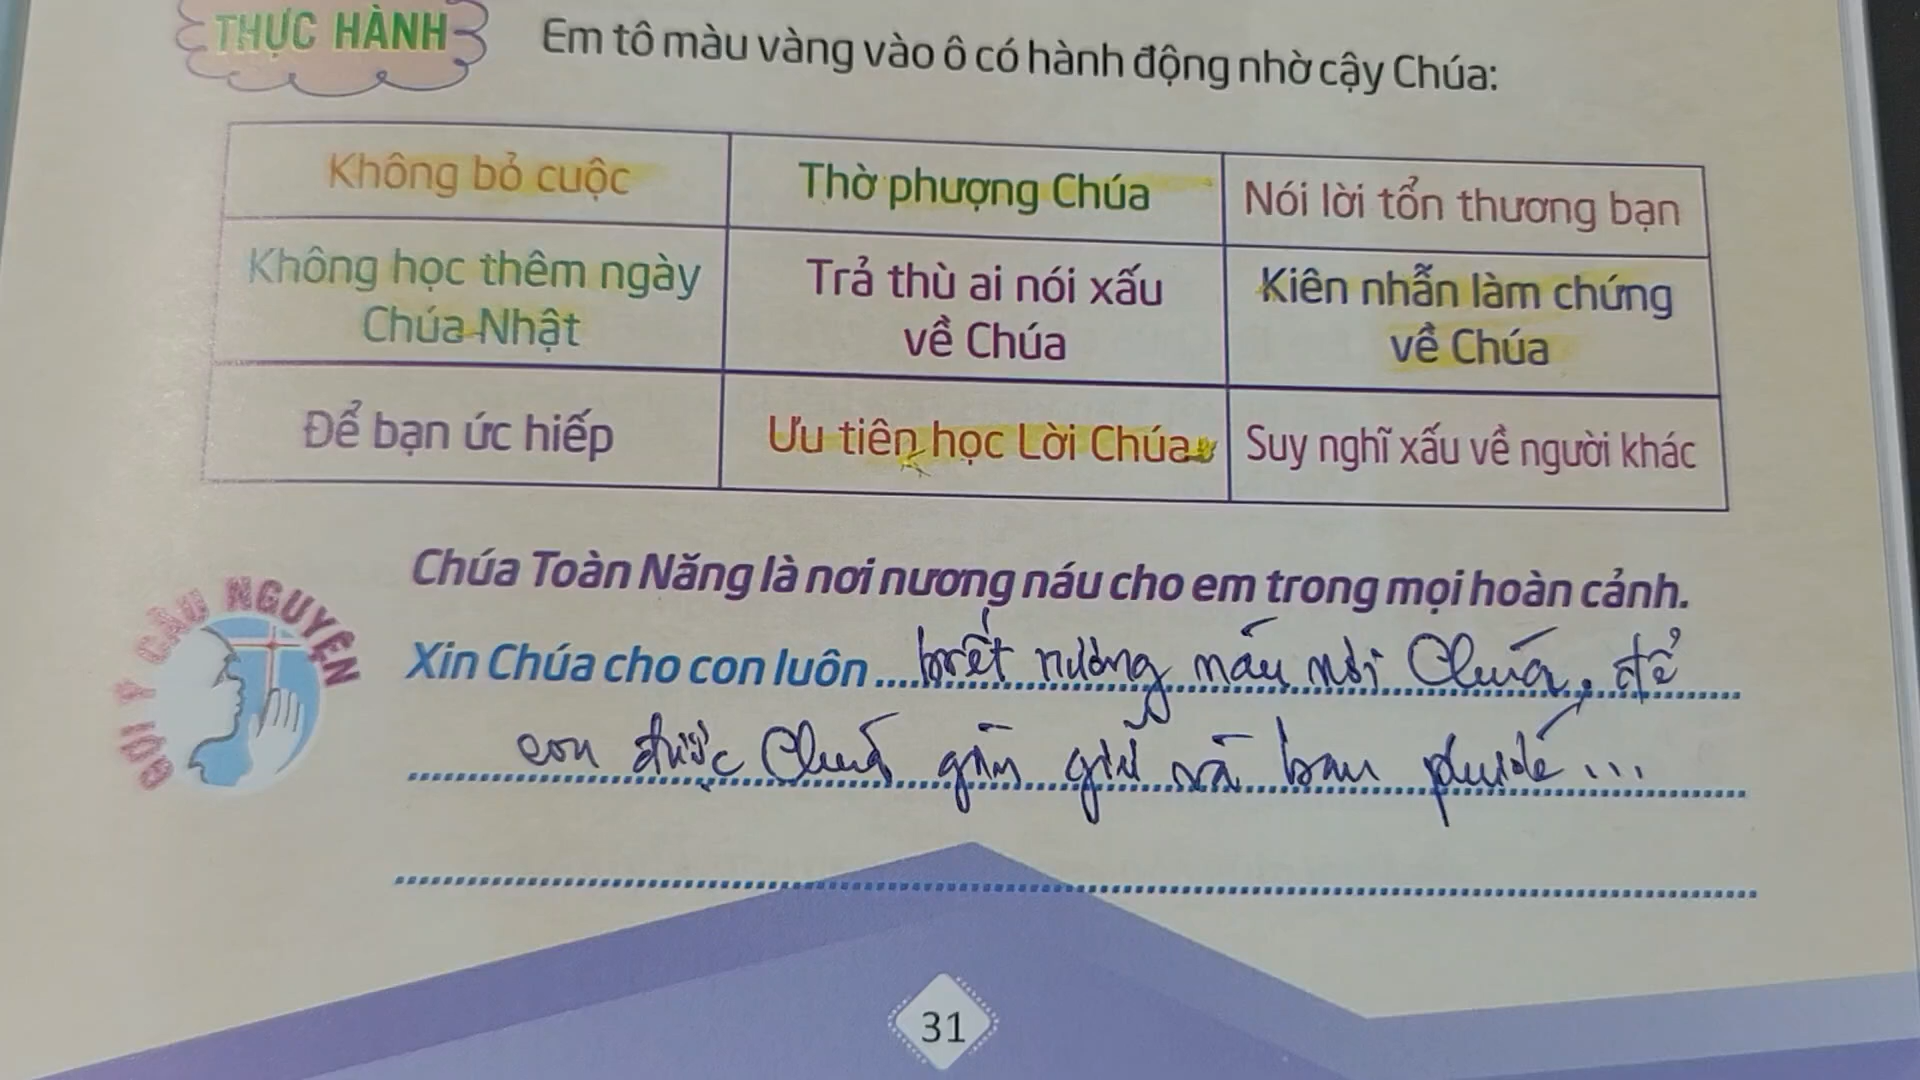 THỰC HÀNH
Em tô màu vàng vào ô có hành động nhờ cậy Chúa:
Không bỏ cuộc
Thờ phượng Chúa
Nói lời tổn thương bạn
Không học thêm ngày
Chúa Nhật
Trả thù ai nói xấu
về Chúa
Kiên nhẫn làm chứng
về Chúa
Để bạn ức hiếp
Ưu tiên học Lời Chúa
Suy nghĩ xấu về người khác
GỢI Ý CẦU NGUYỆN
Chúa Toàn Năng là nơi nương náu cho em trong mọi hoàn cảnh.
Xin Chúa cho con luôn biết nương náu nơi Chúa, để
con được Chúa gìn giữ và ban phước...
31